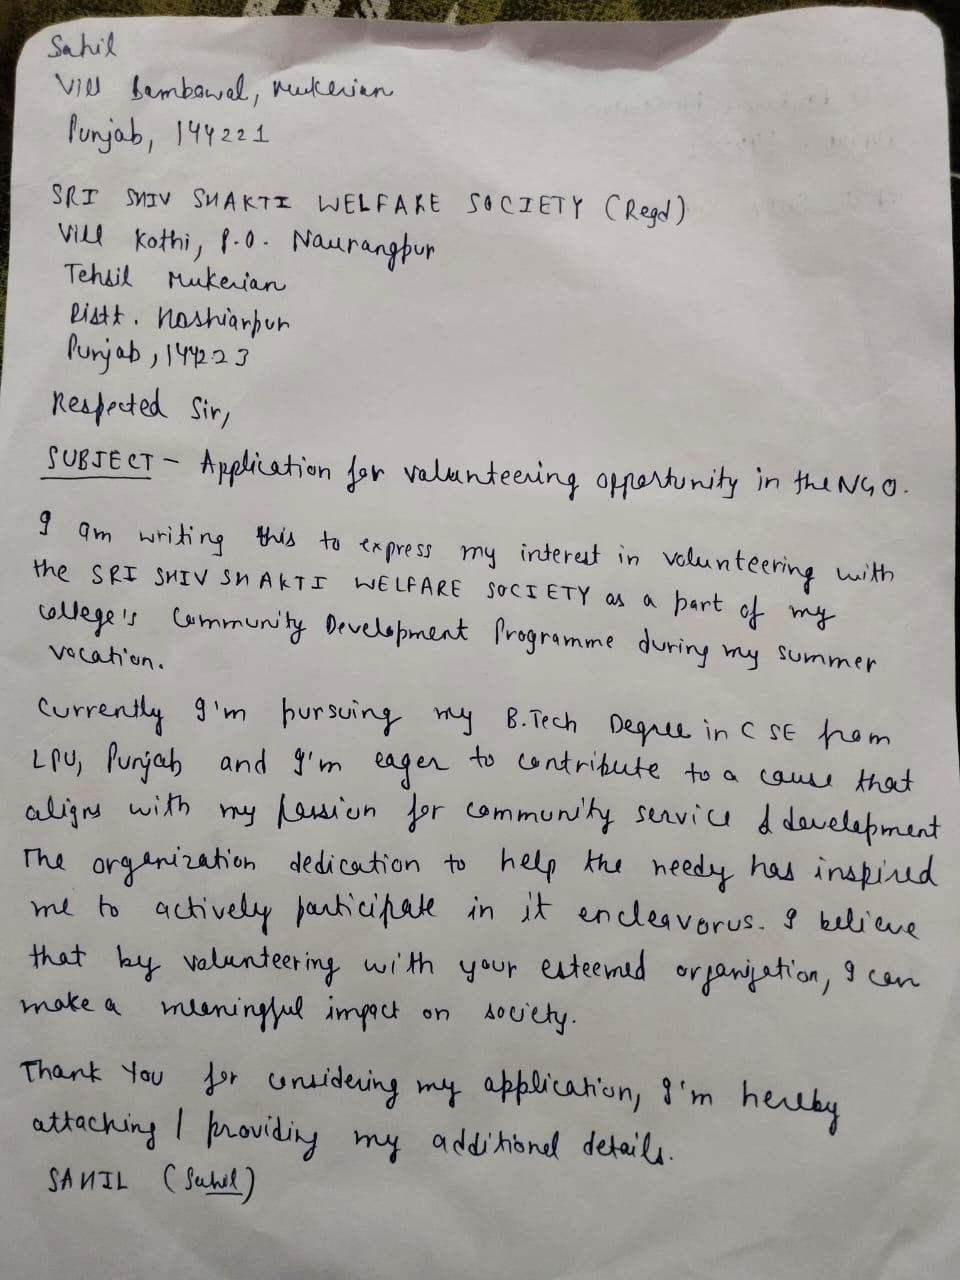 Sahil
Vill Bambowal, Mukerian
Punjab, 144221
SRI SHIV SHAKTI WELFARE SOCIETY (Regd)
Vill Kothi, P.O. Naurangpur
Tehsil Mukerian
Distt. Hoshiarpur
Punjab, 144223
Respected Sir,
SUBJECT - Application for volunteering opportunity in the NGO.
I am writing this to express my interest in volunteering with
the SRI SHIV SHAKTI WELFARE SOCIETY as a part of my
college's Community Development Programme during my summer
vacation.
Currently I'm pursuing my B.Tech Degree in CSE from
LPU, Punjab and I'm eager to contribute to a cause that
aligns with my passion for community service & development
The organization dedication to help the needy has inspired
me to actively participate in it endeavorus. I believe
that by volunteering with your esteemed organization, I can
make a meaningful impact on society.
Thank You for considering my application, I'm hereby
attaching / providing my additional details.
SAHIL (Sahil)